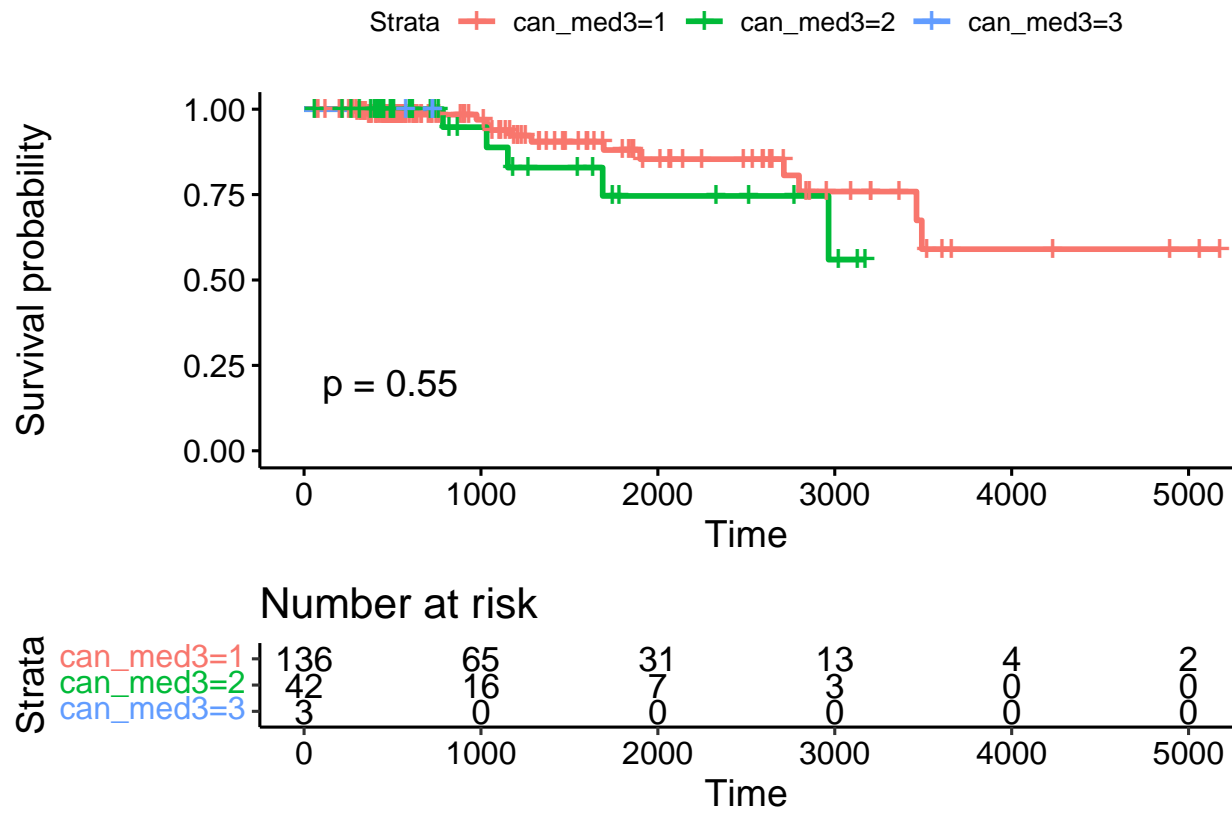 Strata can_med3=1 can_med3=2 can_med3=3
Survival probability
1.00
0.75
0.50
0.25
0.00
p = 0.55
0 1000 2000 3000 4000 5000
Time
Number at risk
Strata
can_med3=1 136 65 31 13 4 2
can_med3=2 42 16 7 3 0 0
can_med3=3 3 0 0 0 0 0
0 1000 2000 3000 4000 5000
Time